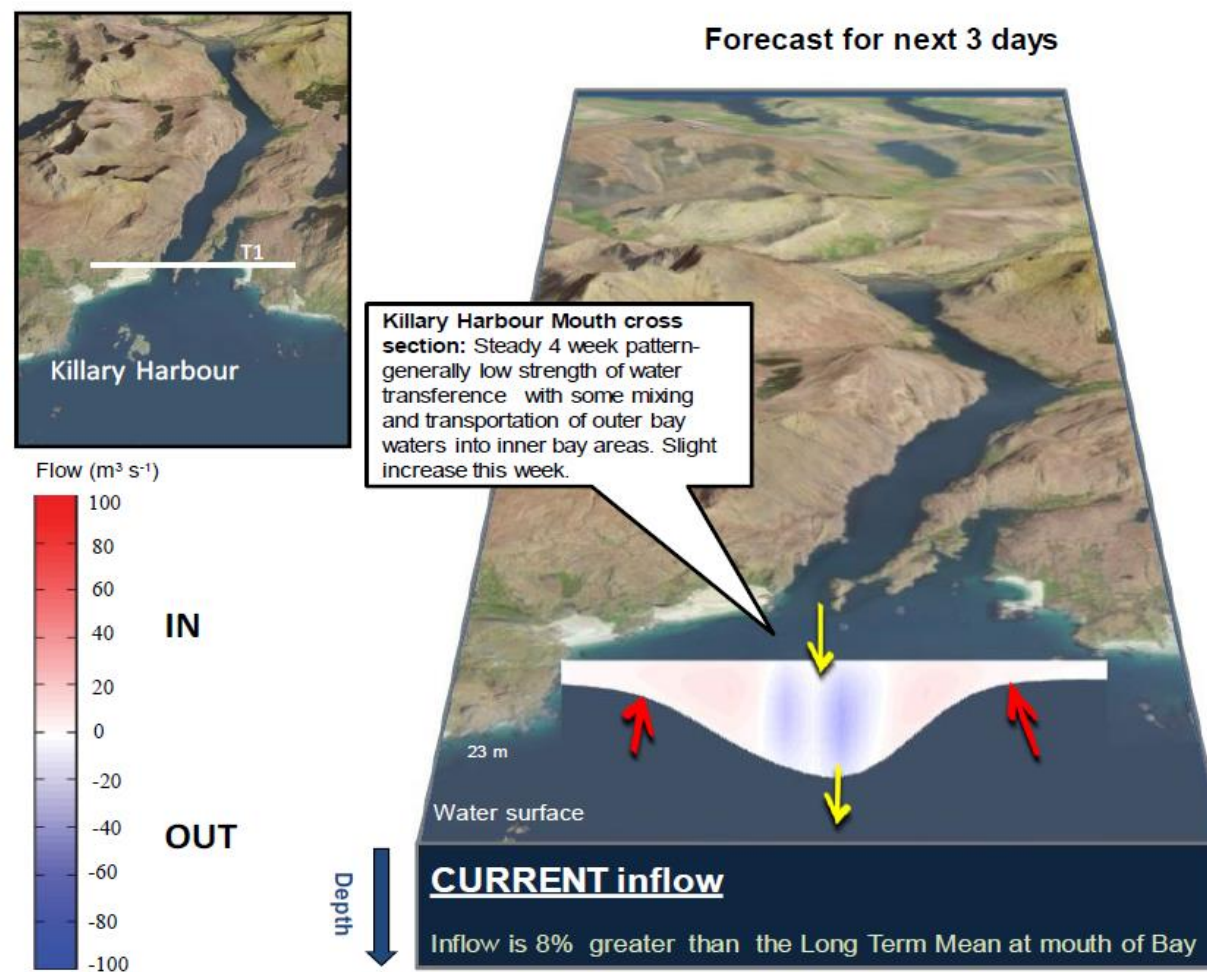 Forecast for next 3 days
T1
Killary Harbour
Killary Harbour Mouth cross
section: Steady 4 week pattern-
generally low strength of water
transference with some mixing
and transportation of outer bay
waters into inner bay areas. Slight
increase this week.
Flow (m³ s⁻¹)
100
80
60
40
20
0
-20
-40
-60
-80
-100
IN
OUT
23 m
Water surface
Depth
CURRENT inflow
Inflow is 8% greater than the Long Term Mean at mouth of Bay